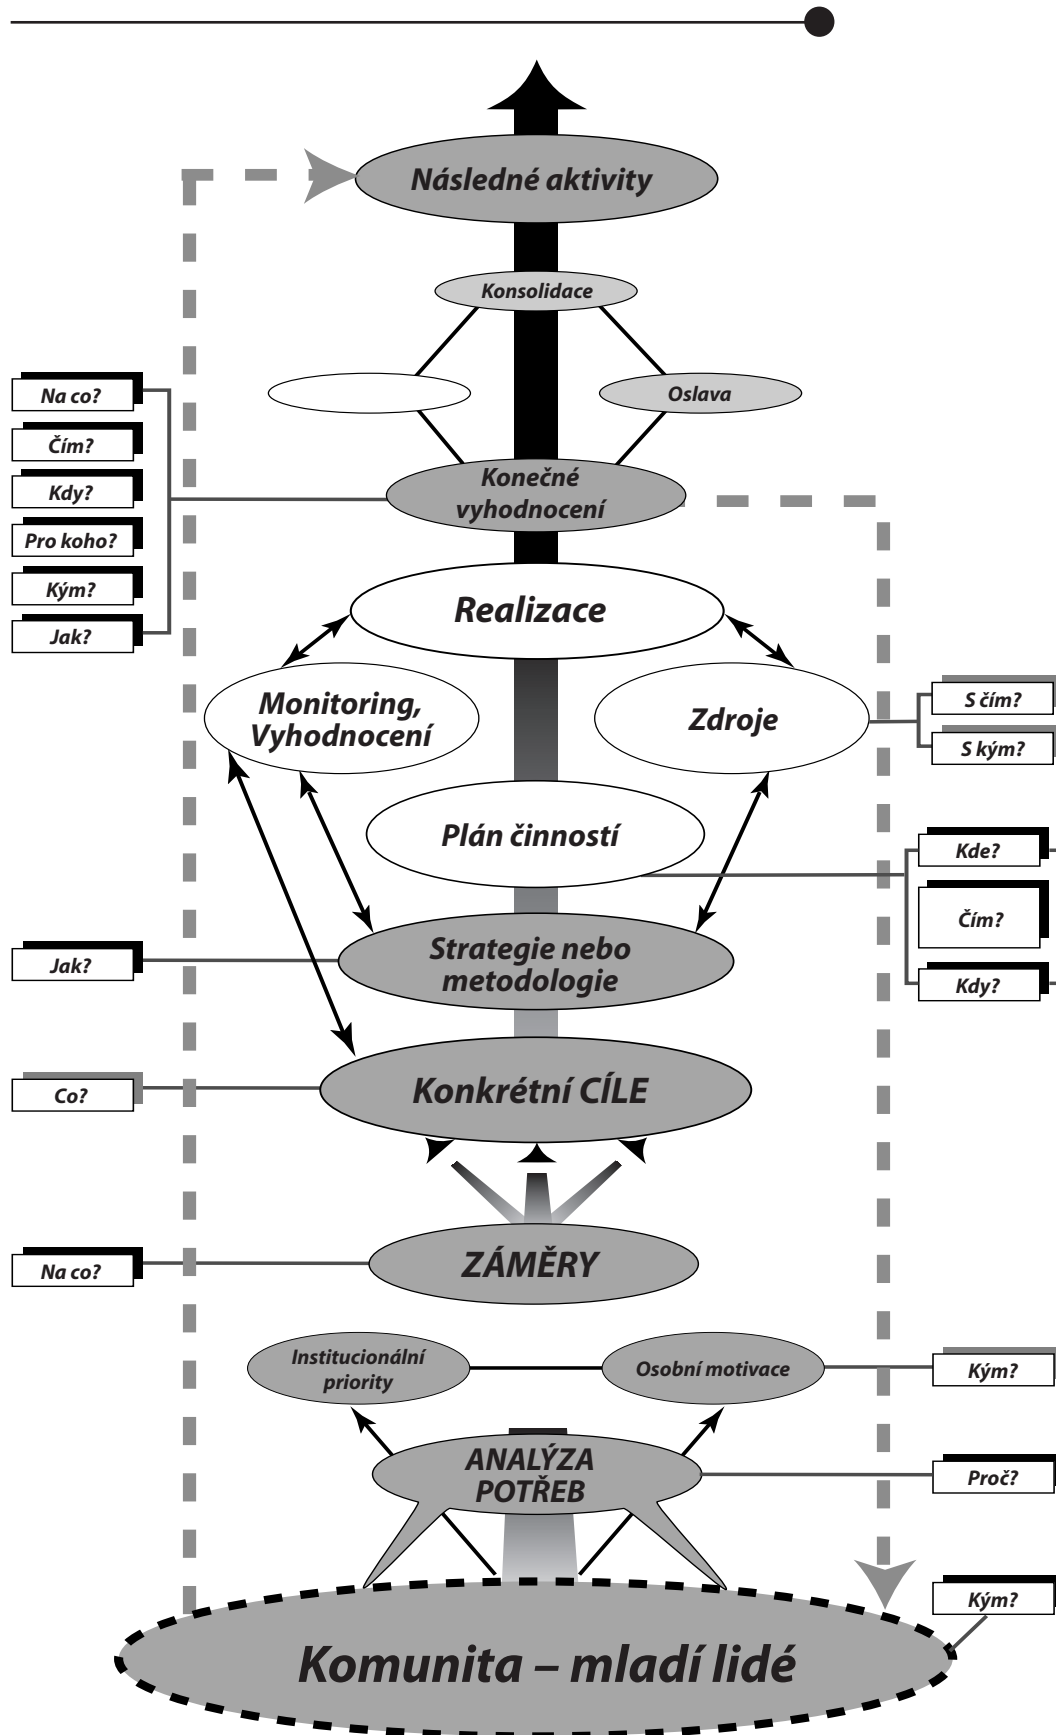 Následné aktivity
Konsolidace
Oslava
Na co?
Čím?
Kdy?
Pro koho?
Kým?
Jak?
Konečné
vyhodnocení
Realizace
Monitoring,
Vyhodnocení
Zdroje
S čím?
S kým?
Plán činností
Kde?
Čím?
Kdy?
Jak?
Strategie nebo
metodologie
Co?
Konkrétní CÍLE
Na co?
ZÁMĚRY
Institucionální
priority
Osobní motivace
Kým?
ANALÝZA
POTŘEB
Proč?
Kým?
Komunita – mladí lidé